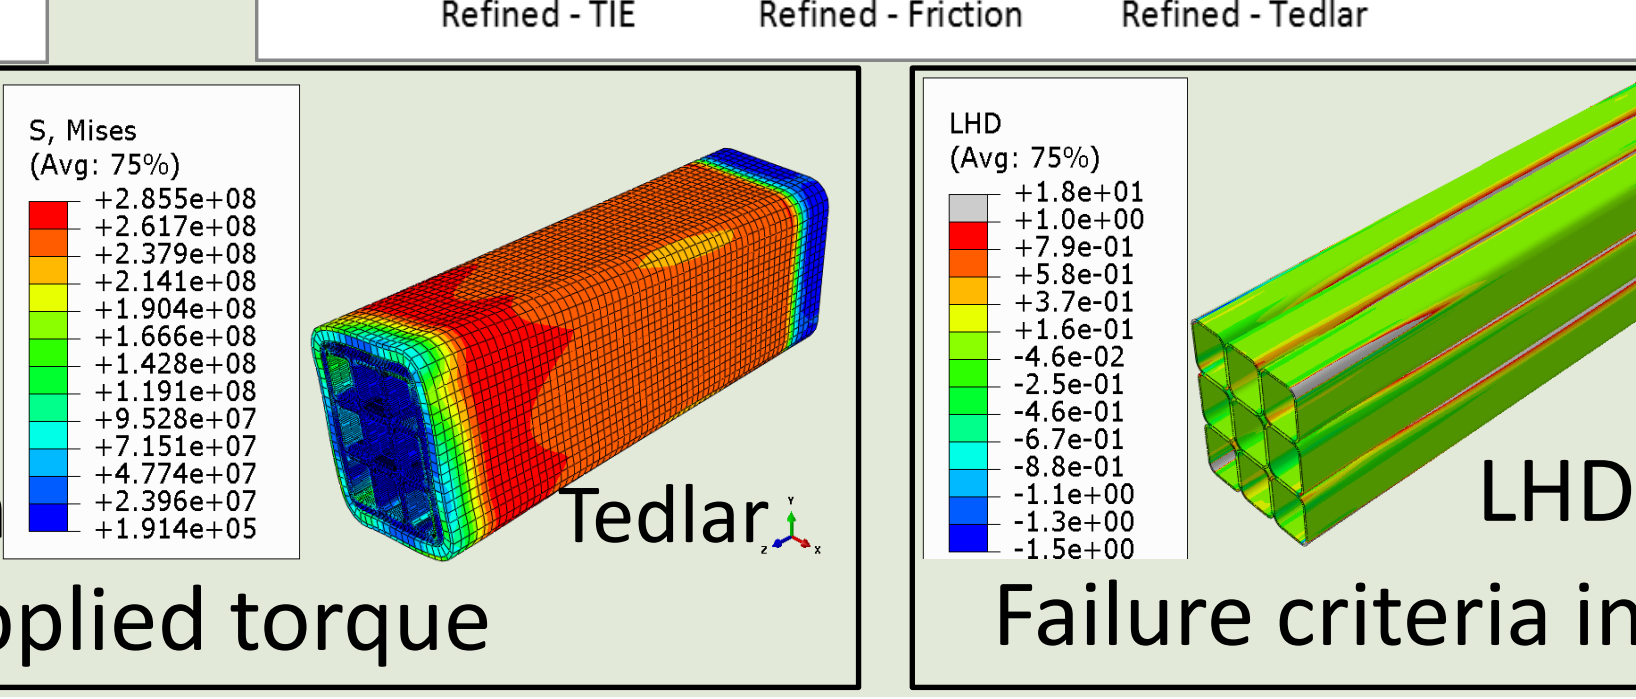 Refined - TIE
Refined - Friction
Refined - Tedlar
S, Mises
(Avg: 75%)
+2.855e+08
+2.617e+08
+2.379e+08
+2.141e+08
+1.904e+08
+1.666e+08
+1.428e+08
+1.191e+08
+9.528e+07
+7.151e+07
+4.774e+07
+2.396e+07
+1.914e+05
Tedlar
Y
Z
X
pplied torque
LHD
(Avg: 75%)
+1.8e+01
+1.0e+00
+7.9e-01
+5.8e-01
+3.7e-01
+1.6e-01
-4.6e-02
-2.5e-01
-4.6e-01
-6.7e-01
-8.8e-01
-1.1e+00
-1.3e+00
-1.5e+00
LHD
Failure criteria in